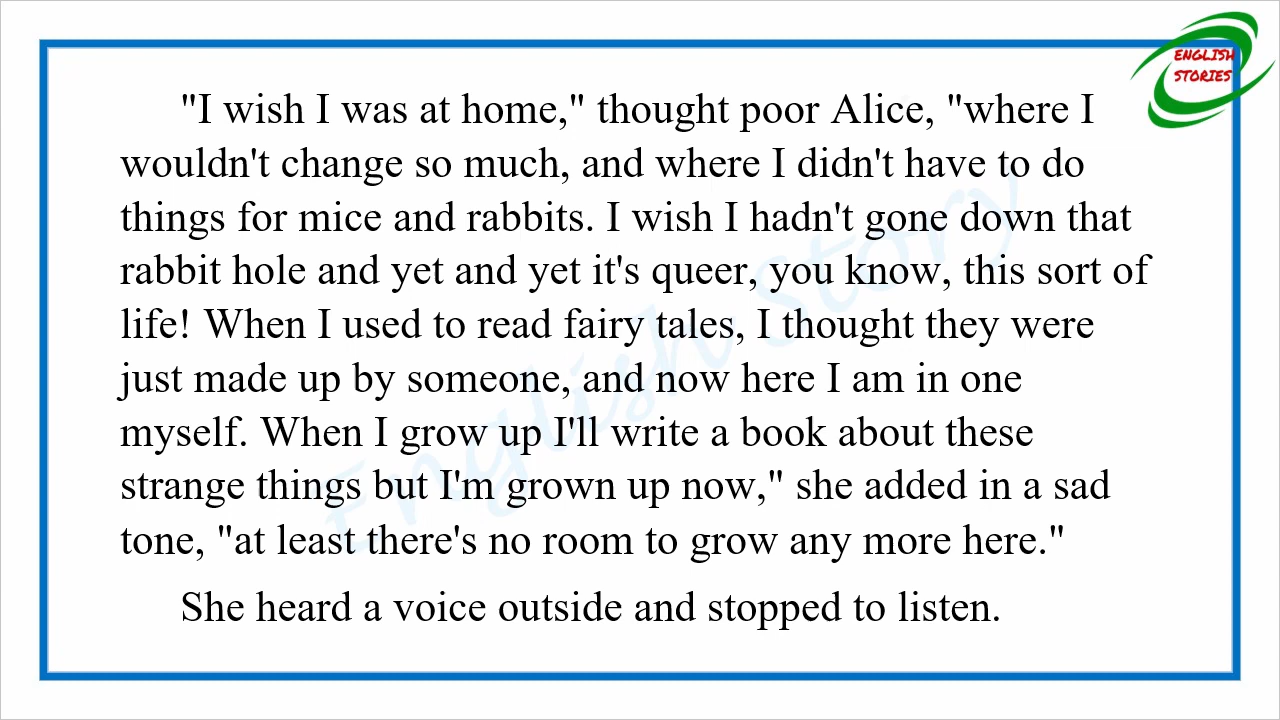 ENGLISH
STORIES
"I wish I was at home," thought poor Alice, "where I
wouldn't change so much, and where I didn't have to do
things for mice and rabbits. I wish I hadn't gone down that
rabbit hole and yet and yet it's queer, you know, this sort of
life! When I used to read fairy tales, I thought they were
just made up by someone, and now here I am in one
myself. When I grow up I'll write a book about these
strange things but I'm grown up now," she added in a sad
tone, "at least there's no room to grow any more here."
She heard a voice outside and stopped to listen.
English Story